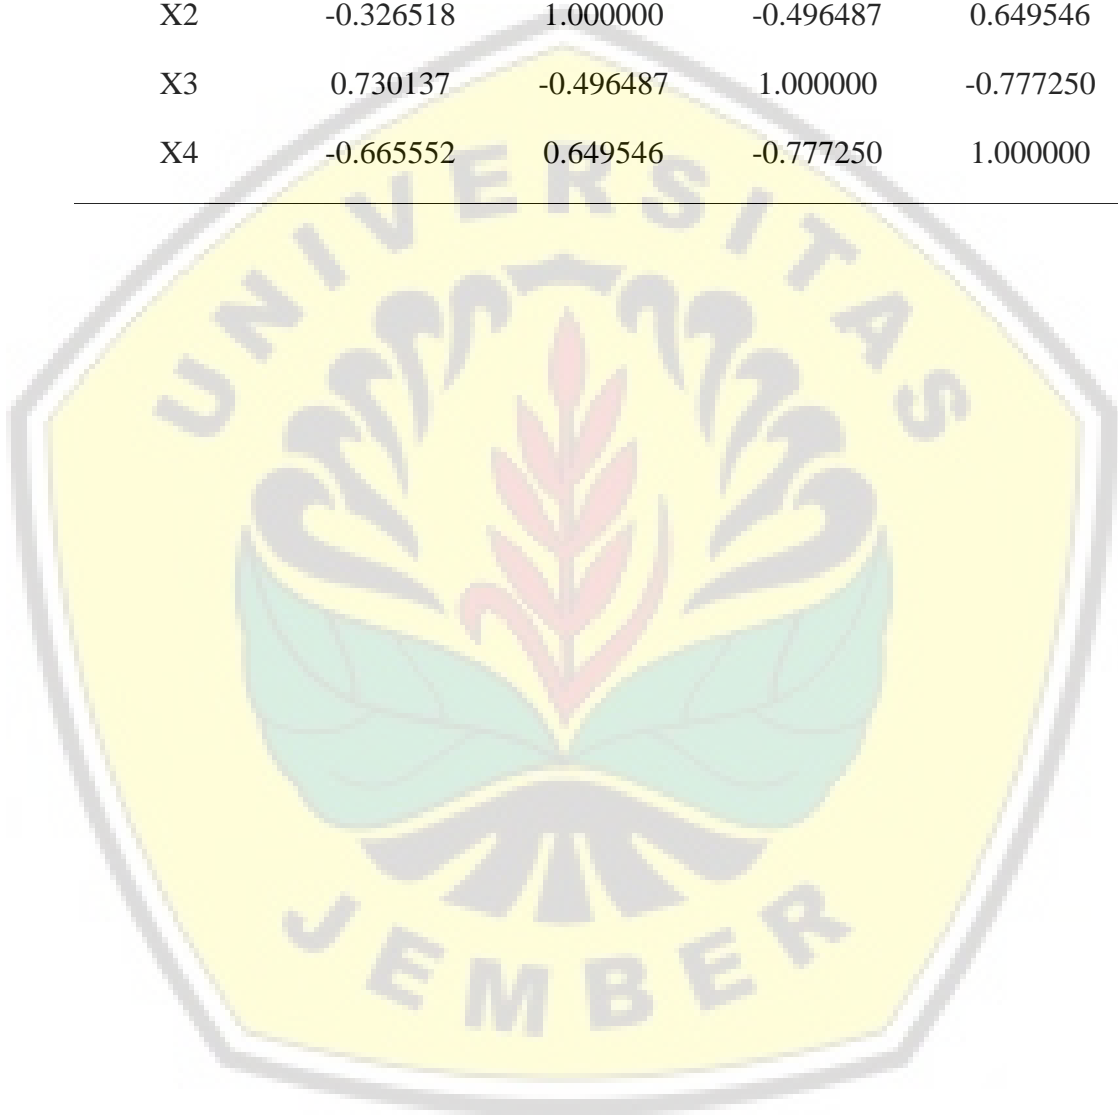 X2 -0.326518 1.000000 -0.496487 0.649546
X3 0.730137 -0.496487 1.000000 -0.777250
X4 -0.665552 0.649546 -0.777250 1.000000
UNIVERSITAS
JEMBER